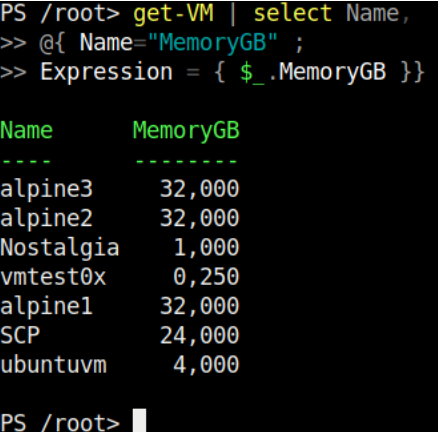 PS /root> get-VM | select Name,
>> @{ Name="MemoryGB" ;
>> Expression = { $_.MemoryGB }}
Name MemoryGB
---- --------
alpine3 32,000
alpine2 32,000
Nostalgia 1,000
vmtest0x 0,250
alpine1 32,000
SCP 24,000
ubuntuvm 4,000
PS /root>